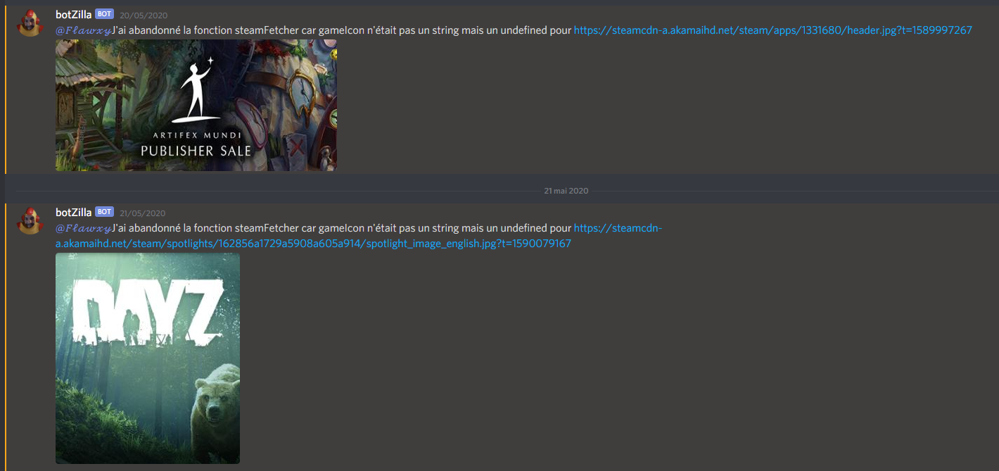 botZilla BOT 20/05/2020
@𝓕𝓵𝓪𝔀𝔁𝔂J'ai abandonné la fonction steamFetcher car gameIcon n'était pas un string mais un undefined pour https://steamcdn-a.akamaihd.net/steam/apps/1331680/header.jpg?t=1589997267
ARTIFEX MUNDI
PUBLISHER SALE
21 mai 2020
botZilla BOT 21/05/2020
@𝓕𝓵𝓪𝔀𝔁𝔂J'ai abandonné la fonction steamFetcher car gameIcon n'était pas un string mais un undefined pour https://steamcdn-
a.akamaihd.net/steam/spotlights/162856a1729a5908a605a914/spotlight_image_english.jpg?t=1590079167
DAYZ